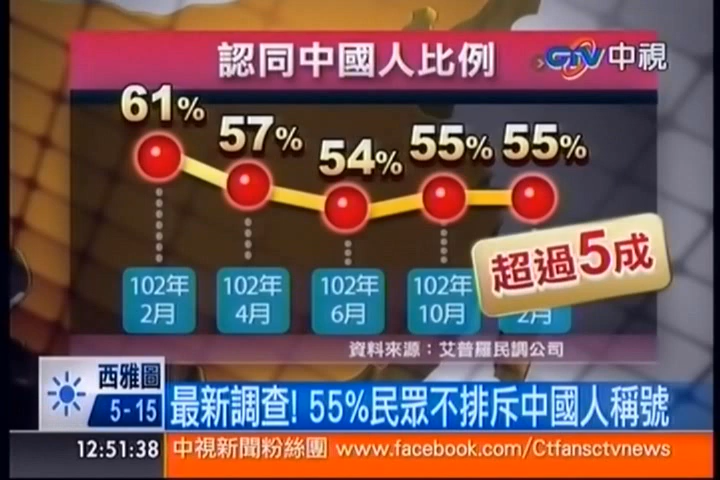 認同中國人比例
CTV中視
61%
57%
54%
55%
55%
102年
2月
102年
4月
102年
6月
102年
10月
2月
超過5成
資料來源：艾普羅民調公司
西雅圖
5-15
最新調查! 55%民眾不排斥中國人稱號
12:51:38
中視新聞粉絲團 www.facebook.com/Ctfansctvnews